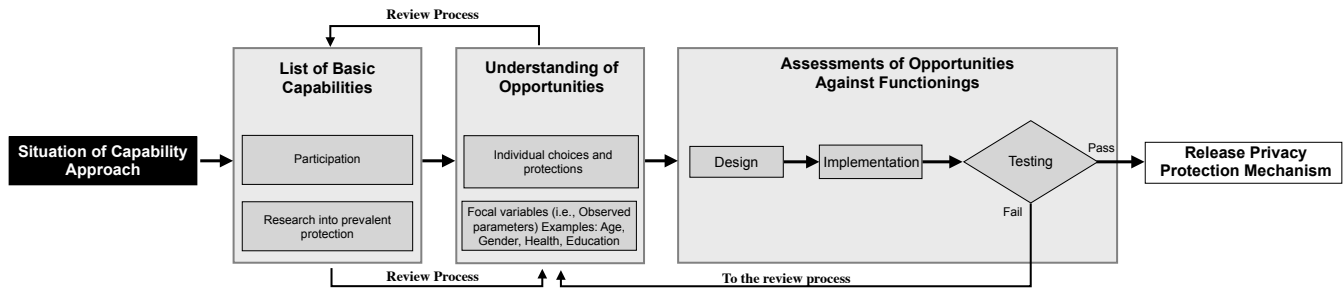 Review Process
List of Basic
Capabilities
Understanding of
Opportunities
Assessments of Opportunities
Against Functionings
Situation of Capability
Approach
Participation
Research into prevalent
protection
Individual choices and
protections
Focal variables (i.e., Observed
parameters) Examples: Age,
Gender, Health, Education
Design
Implementation
Testing
Pass
Fail
Release Privacy
Protection Mechanism
Review Process
To the review process